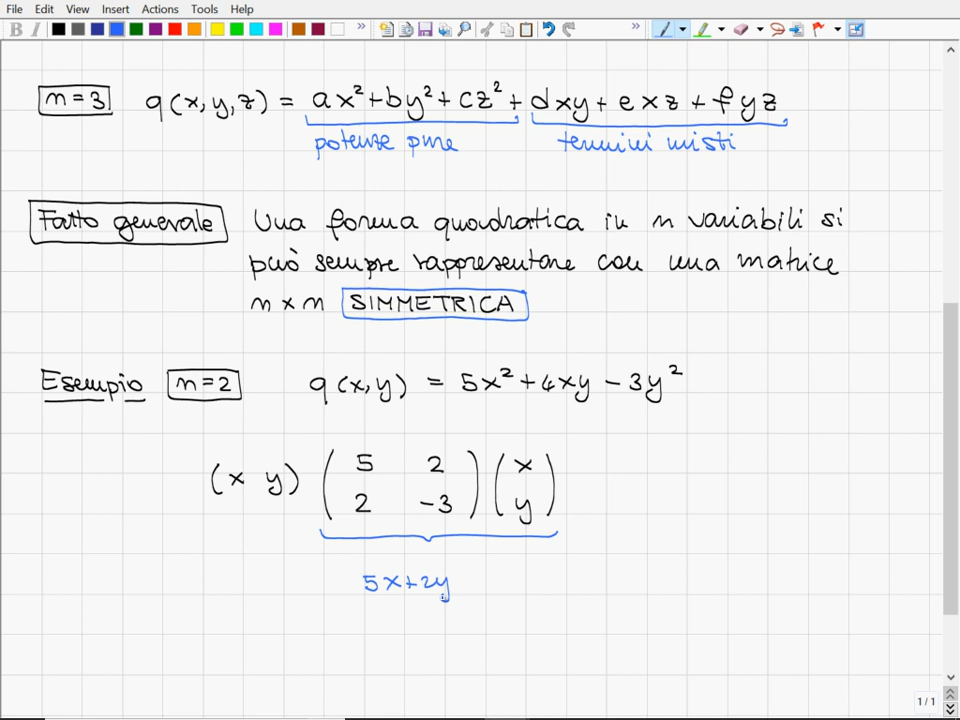 File Edit View Insert Actions Tools Help
B I » »
n=3 q(x,y,z) = ax²+by²+cz²+dxy+exz+fyz
potenze pure termini misti
Fatto generale Una forma quadratica in n variabili si
può sempre rappresentare con una matrice
n×n SIMMETRICA
Esempio n=2 q(x,y) = 5x²+4xy-3y²
(x y) ( 5 2 ) ( x )
( 2 -3 ) ( y )
5x+2y
1/1